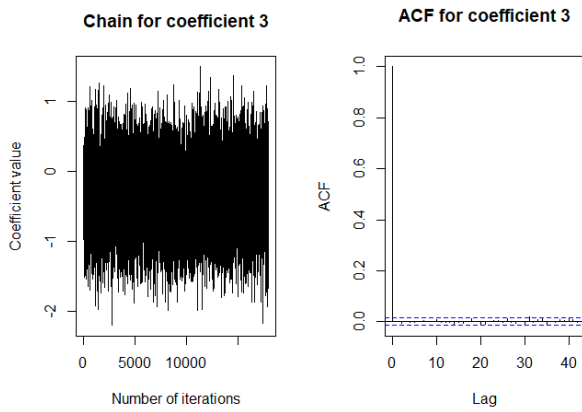 Chain for coefficient 3
Coefficient value
1
0
-1
-2
0 5000 10000
Number of iterations
ACF for coefficient 3
ACF
1.0
0.8
0.6
0.4
0.2
0.0
0 10 20 30 40
Lag